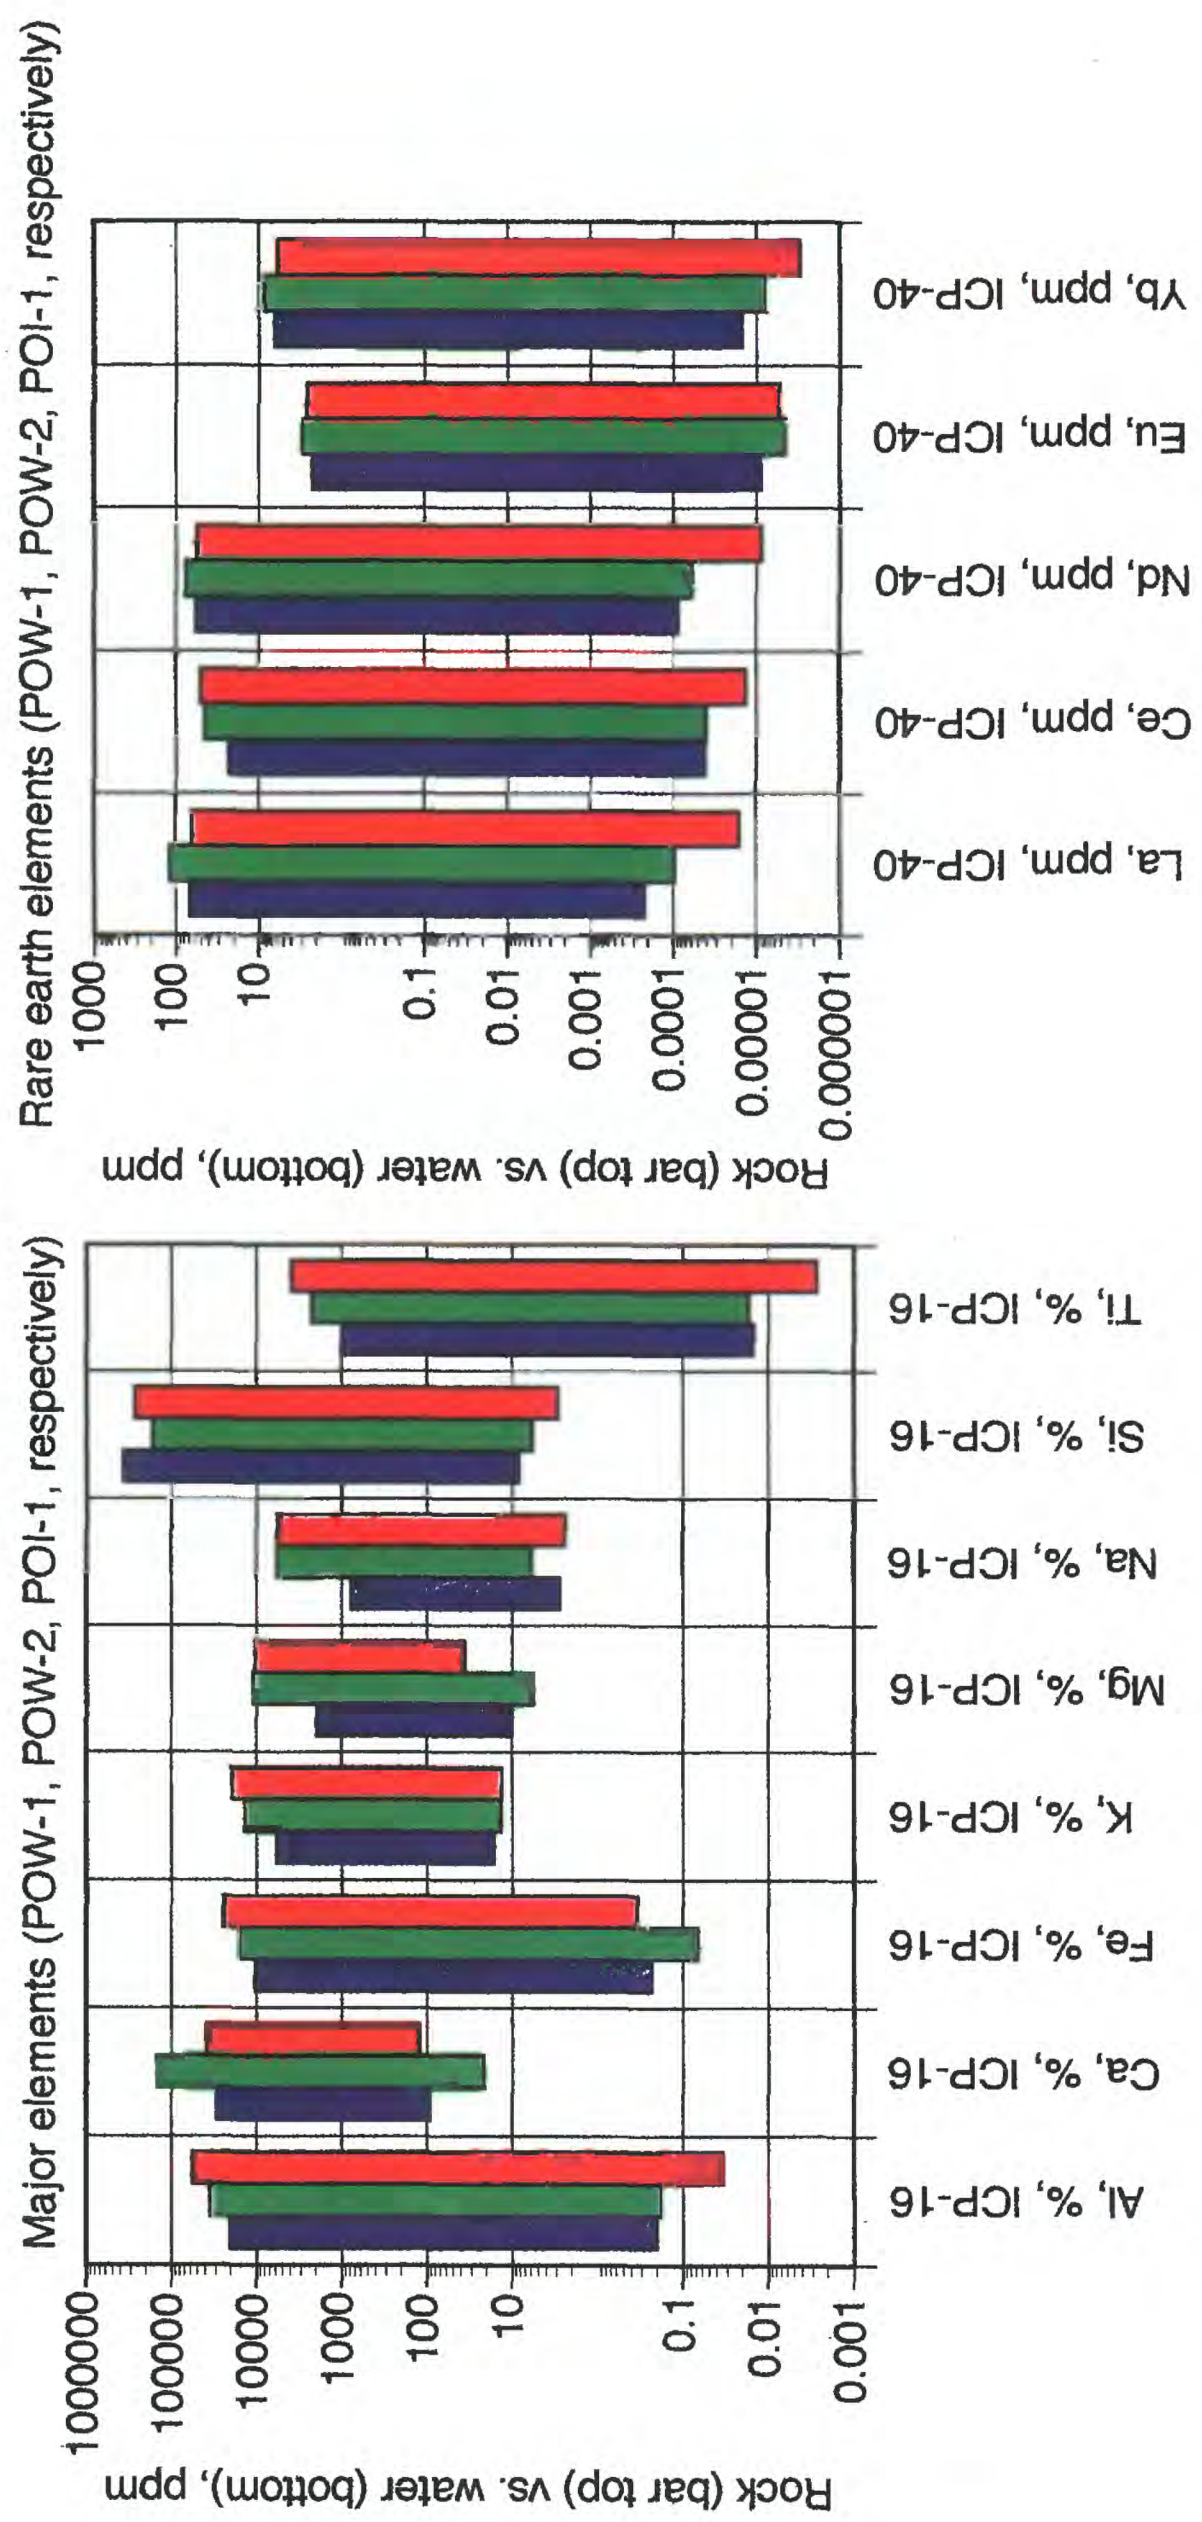 Major elements (POW-1, POW-2, POI-1, respectively)
Rock (bar top) vs. water (bottom), ppm
1000000
100000
10000
1000
100
10
0.1
0.01
0.001
Al, %, ICP-16
Ca, %, ICP-16
Fe, %, ICP-16
K, %, ICP-16
Mg, %, ICP-16
Na, %, ICP-16
Si, %, ICP-16
Ti, %, ICP-16
Rare earth elements (POW-1, POW-2, POI-1, respectively)
Rock (bar top) vs. water (bottom), ppm
1000
100
10
0.1
0.01
0.001
0.0001
0.00001
0.000001
La, ppm, ICP-40
Ce, ppm, ICP-40
Nd, ppm, ICP-40
Eu, ppm, ICP-40
Yb, ppm, ICP-40